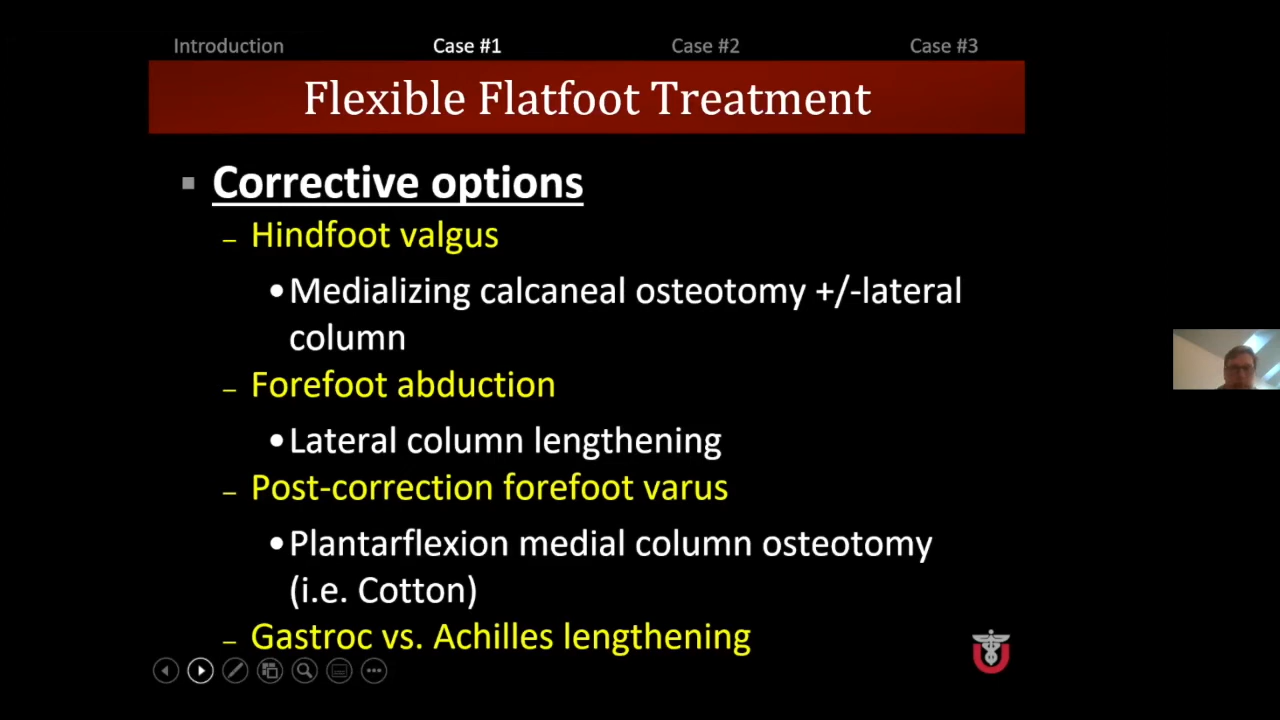 Introduction Case #1 Case #2 Case #3
Flexible Flatfoot Treatment
Corrective options
– Hindfoot valgus
•Medializing calcaneal osteotomy +/-lateral
column
– Forefoot abduction
•Lateral column lengthening
– Post-correction forefoot varus
•Plantarflexion medial column osteotomy
(i.e. Cotton)
– Gastroc vs. Achilles lengthening